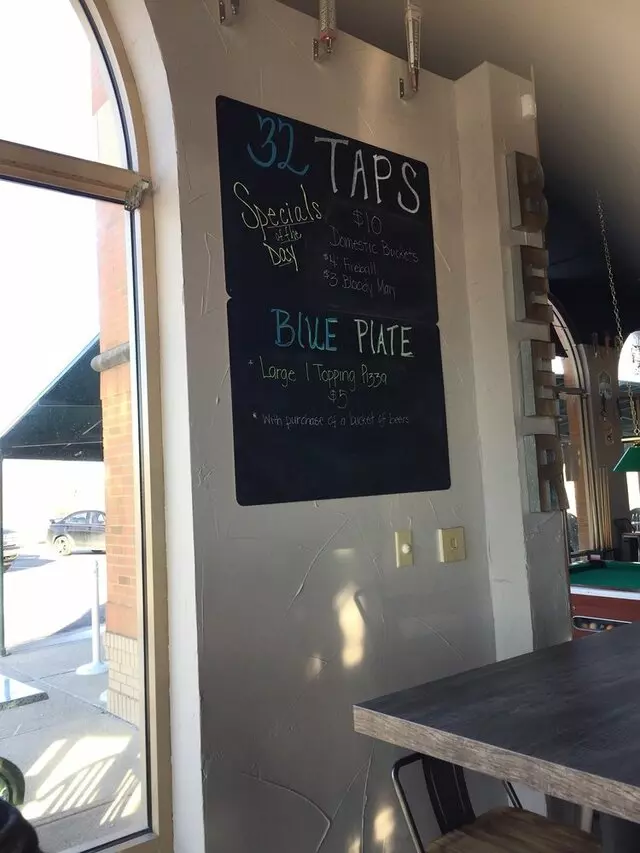 32 TAPS
Specials
of the
Day
$10
Domestic Buckets
$4 Fireball
$3 Bloody Mary
BLUE PLATE
* Large 1 Topping Pizza
$5
* With purchase of a bucket of beers
BEER